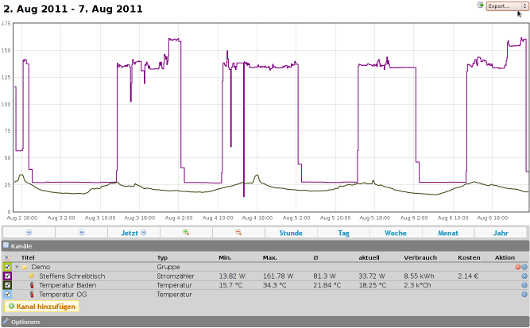 2. Aug 2011 - 7. Aug 2011
Export...
175
150
125
100
75
50
25
0
Aug 2 16:00 Aug 3 2:00 Aug 3 10:00 Aug 3 19:00 Aug 4 2:00 Aug 4 10:00 Aug 4 18:00 Aug 5 2:00 Aug 5 10:00 Aug 5 18:00 Aug 6 2:00 Aug 6 10:00 Aug 6 18:00
Jetzt Stunde Tag Woche Monat Jahr
Kanäle
Titel Typ Min. Max. Ø aktuell Verbrauch Kosten Aktion
Demo Gruppe
Steffens Schreibtisch Stromzähler 13.82 W 161.78 W 81.3 W 33.72 W 8.55 kWh 2.14 €
Temperatur Baden Temperatur 15.7 °C 34.3 °C 21.84 °C 18.25 °C 2.3 k°Ch
Temperatur OG Temperatur
Kanal hinzufügen
Optionen